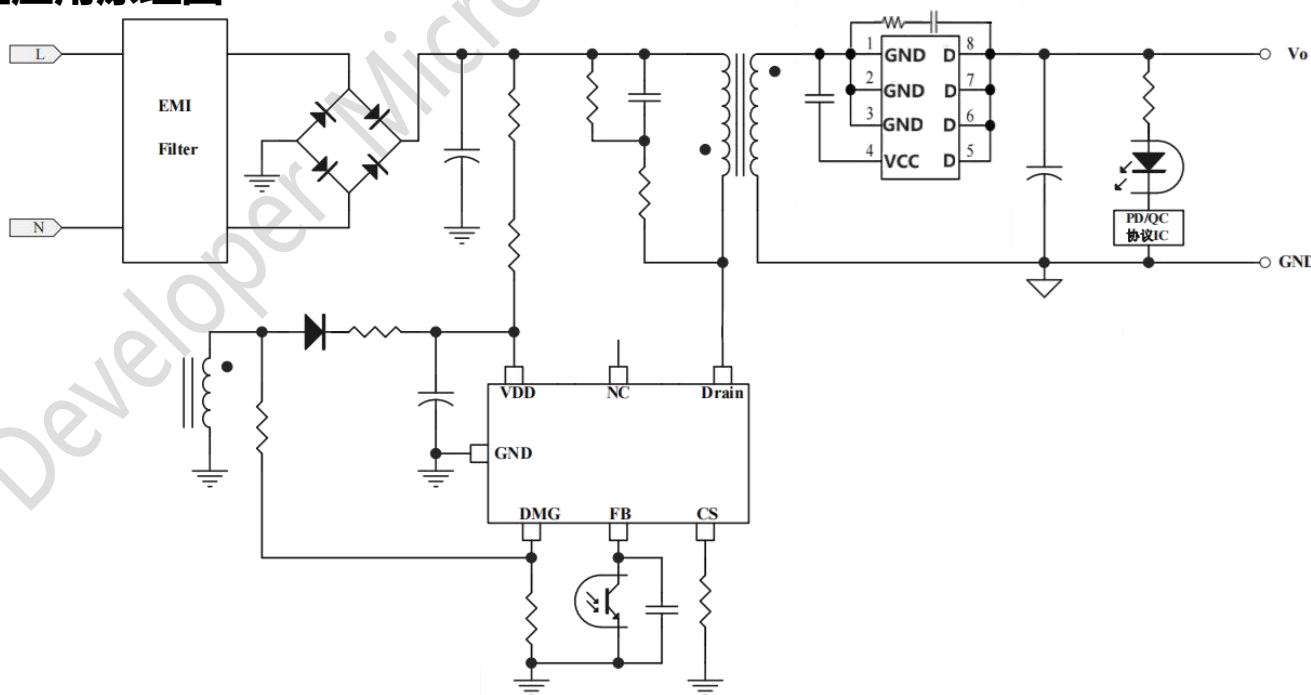 L
EMI
Filter
N
1 GND D 8
2 GND D 7
3 GND D 6
4 VCC D 5
Vo
PD/QC
协议IC
GND
VDD NC Drain
GND
DMG FB CS
Developer Micro